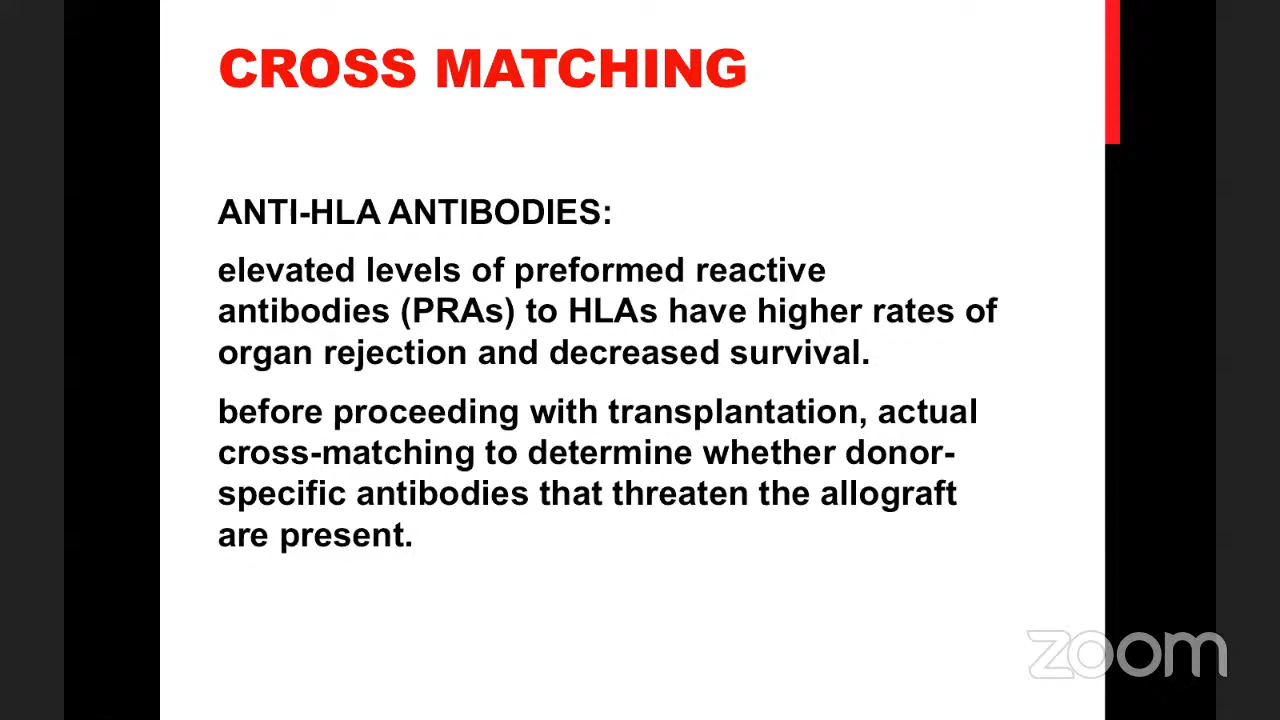 CROSS MATCHING
ANTI-HLA ANTIBODIES:
elevated levels of preformed reactive
antibodies (PRAs) to HLAs have higher rates of
organ rejection and decreased survival.
before proceeding with transplantation, actual
cross-matching to determine whether donor-
specific antibodies that threaten the allograft
are present.
zoom